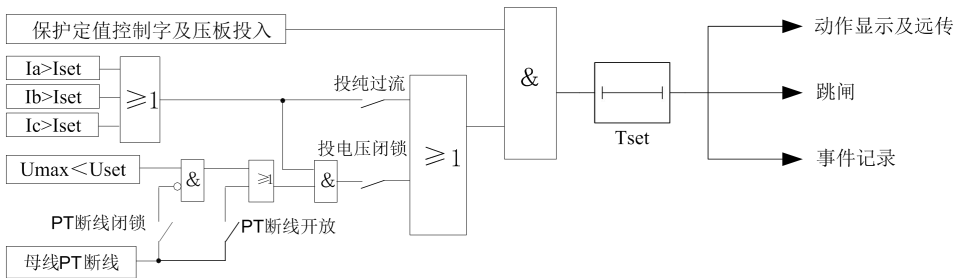 保护定值控制字及压板投入
Ia>Iset
Ib>Iset
Ic>Iset
≥1
投纯过流
&
Tset
动作显示及远传
跳闸
事件记录
投电压闭锁
≥1
Umax＜Uset
&
≥1
&
PT断线闭锁
PT断线开放
母线PT断线